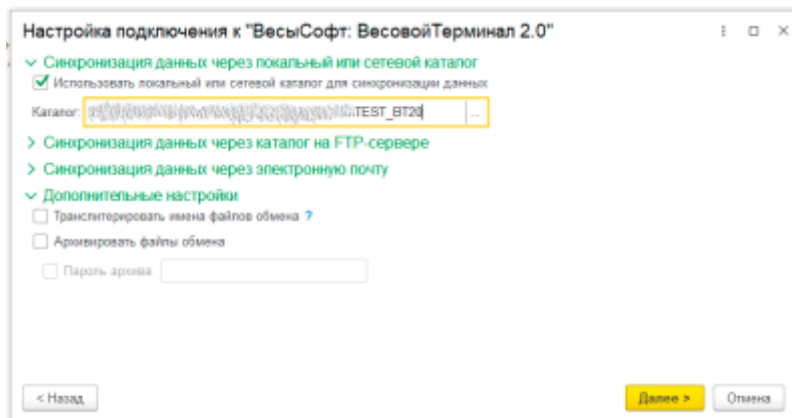 Настройка подключения к "ВесыСофт: ВесовойТерминал 2.0"
Синхронизация данных через локальный или сетевой каталог
Использовать локальный или сетевой каталог для синхронизации данных
Каталог: TEST_BT20 ...
Синхронизация данных через каталог на FTP-сервере
Синхронизация данных через электронную почту
Дополнительные настройки
Транслитерировать имена файлов обмена ?
Архивировать файлы обмена
Пароль архива
< Назад Далее > Отмена